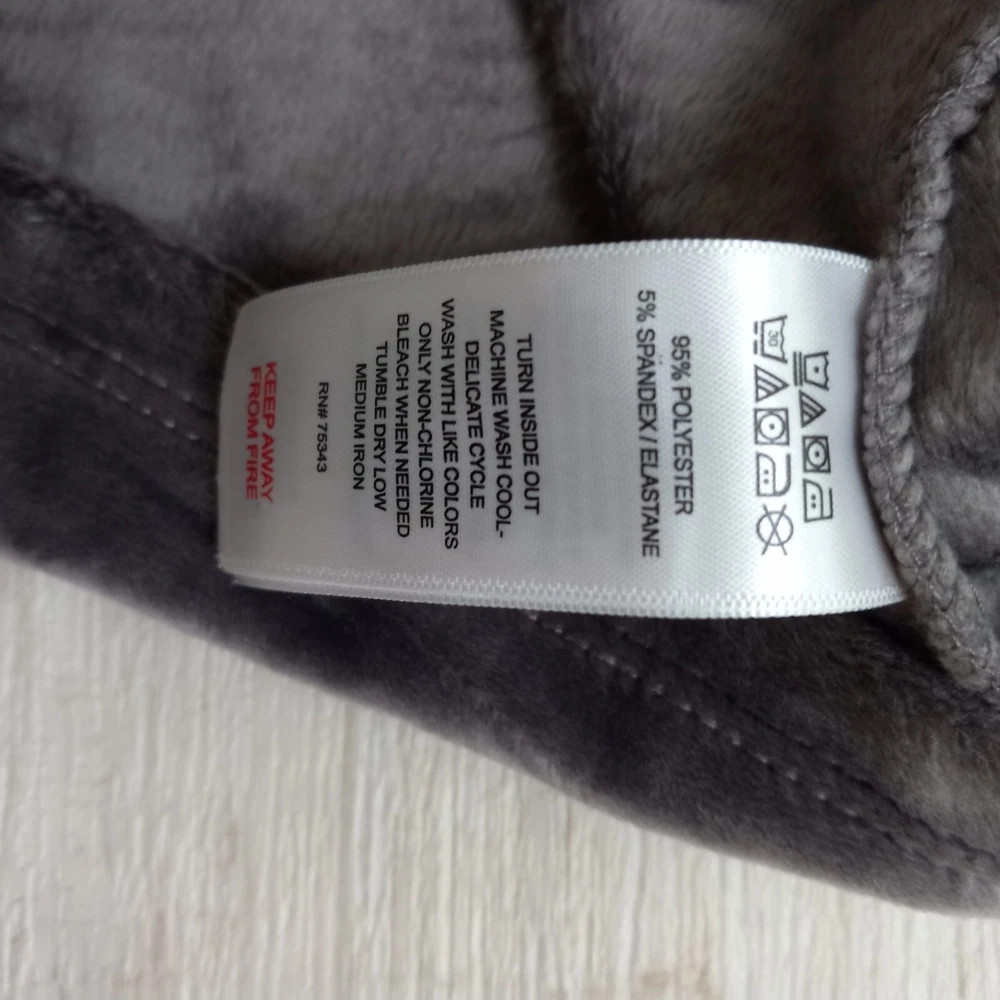 30
95% POLYESTER
5% SPANDEX / ELASTANE
TURN INSIDE OUT
MACHINE WASH COOL-
DELICATE CYCLE
WASH WITH LIKE COLORS
ONLY NON-CHLORINE
BLEACH WHEN NEEDED
TUMBLE DRY LOW
MEDIUM IRON
RN# 75343
KEEP AWAY
FROM FIRE